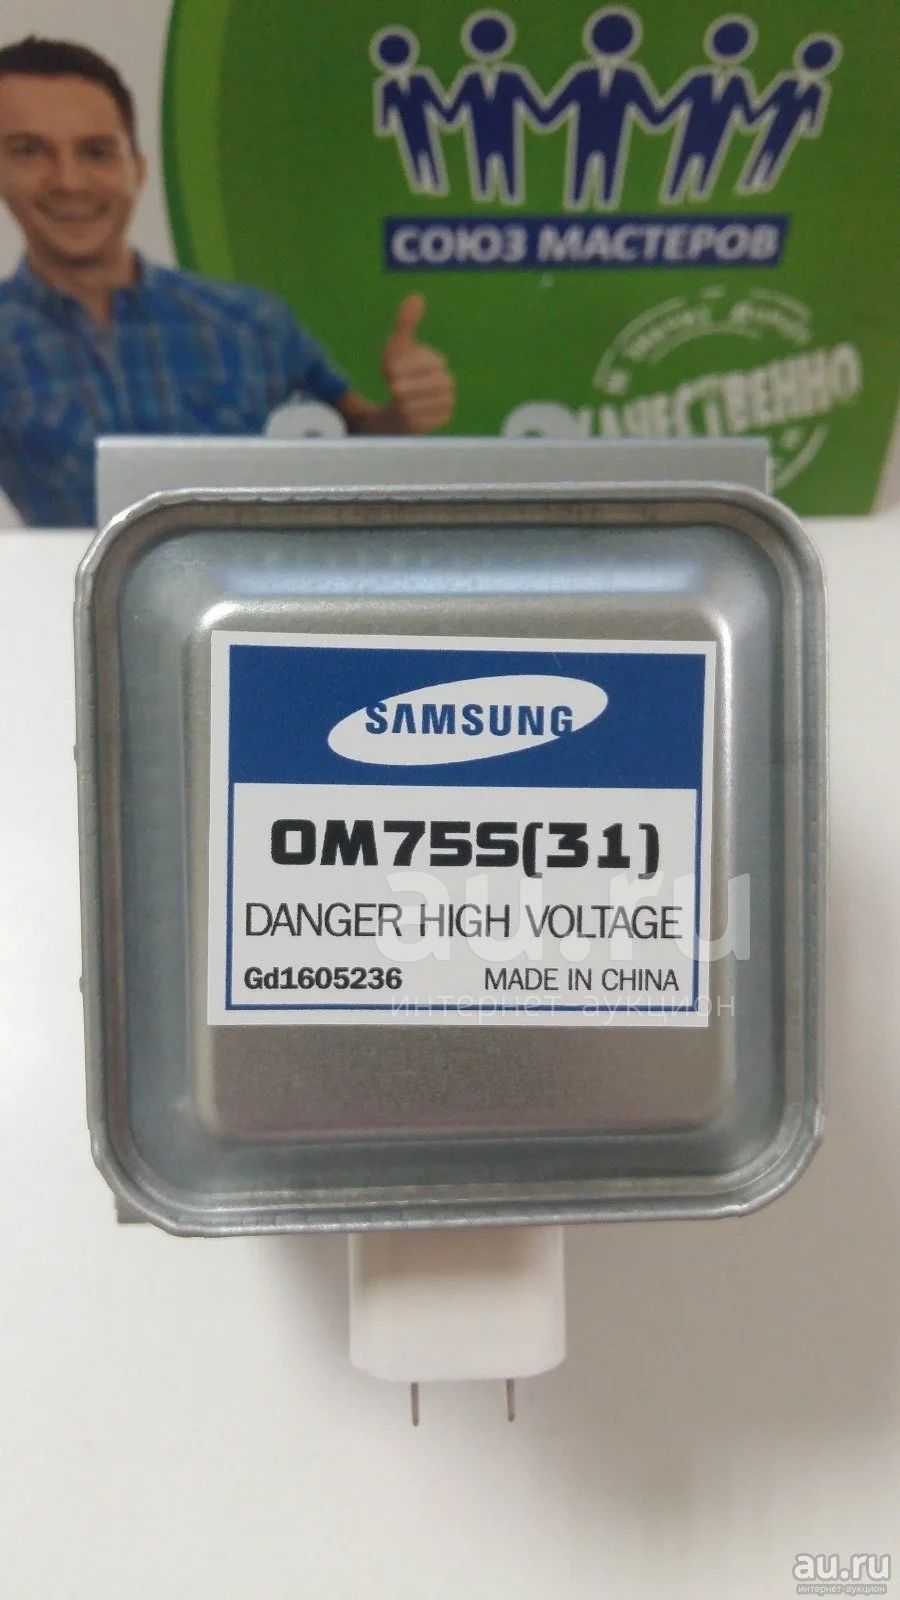 СОЮЗ МАСТЕРОВ
КАЧЕСТВЕННО
SAMSUNG
OM75S(31)
DANGER HIGH VOLTAGE
Gd1605236 MADE IN CHINA
au.ru
интернет-аукцион
au.ru
интернет-аукцион